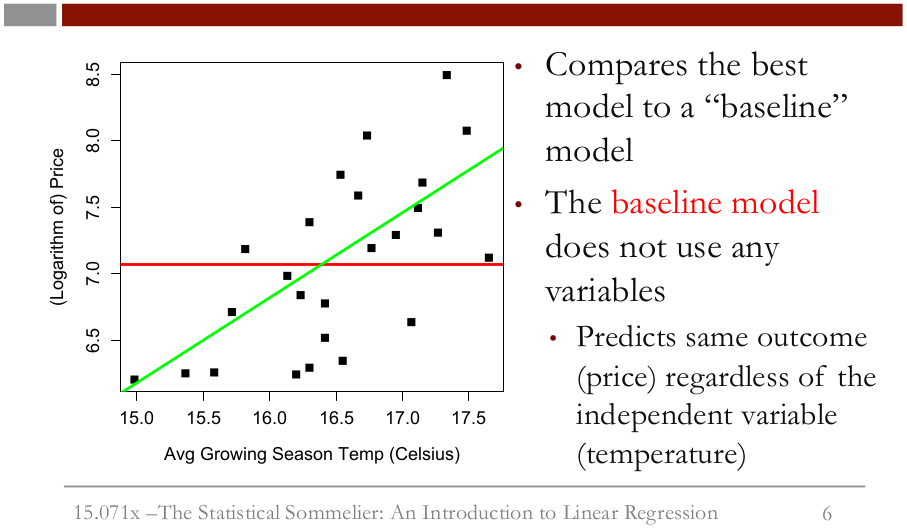 8.5
8.0
7.5
7.0
6.5
(Logarithm of) Price
15.0 15.5 16.0 16.5 17.0 17.5
Avg Growing Season Temp (Celsius)
• Compares the best
model to a “baseline”
model
• The baseline model
does not use any
variables
• Predicts same outcome
(price) regardless of the
independent variable
(temperature)
15.071x –The Statistical Sommelier: An Introduction to Linear Regression 6